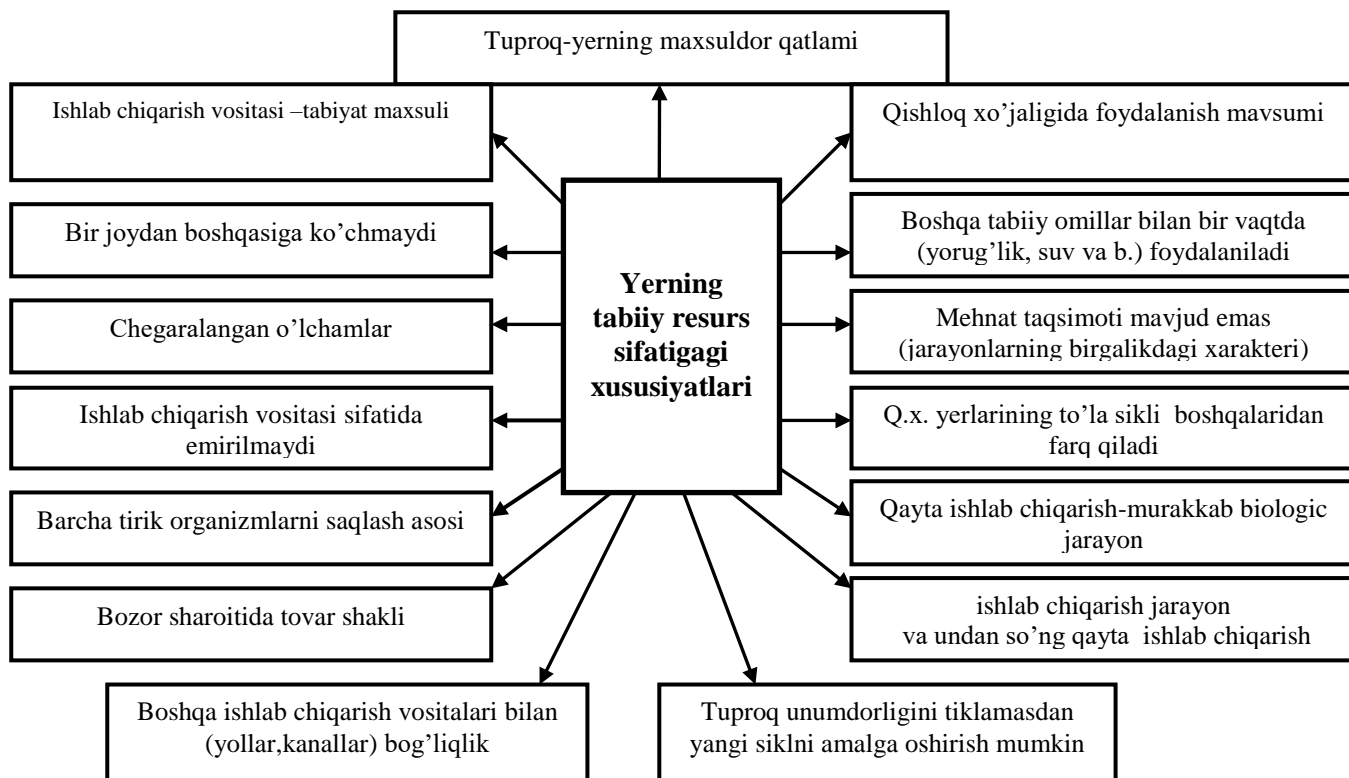 Tuproq-yerning maxsuldor qatlami
Ishlab chiqarish vositasi –tabiyat maxsuli
Qishloq xo’jaligida foydalanish mavsumi
Bir joydan boshqasiga ko’chmaydi
Boshqa tabiiy omillar bilan bir vaqtda
(yorug’lik, suv va b.) foydalaniladi
Yerning
tabiiy resurs
sifatigagi
xususiyatlari
Chegaralangan o’lchamlar
Mehnat taqsimoti mavjud emas
(jarayonlarning birgalikdagi xarakteri)
Ishlab chiqarish vositasi sifatida
emirilmaydi
Q.x. yerlarining to’la sikli boshqalaridan
farq qiladi
Barcha tirik organizmlarni saqlash asosi
Qayta ishlab chiqarish-murakkab biologic
jarayon
Bozor sharoitida tovar shakli
ishlab chiqarish jarayon
va undan so’ng qayta ishlab chiqarish
Boshqa ishlab chiqarish vositalari bilan
(yollar,kanallar) bog’liqlik
Tuproq unumdorligini tiklamasdan
yangi siklni amalga oshirish mumkin